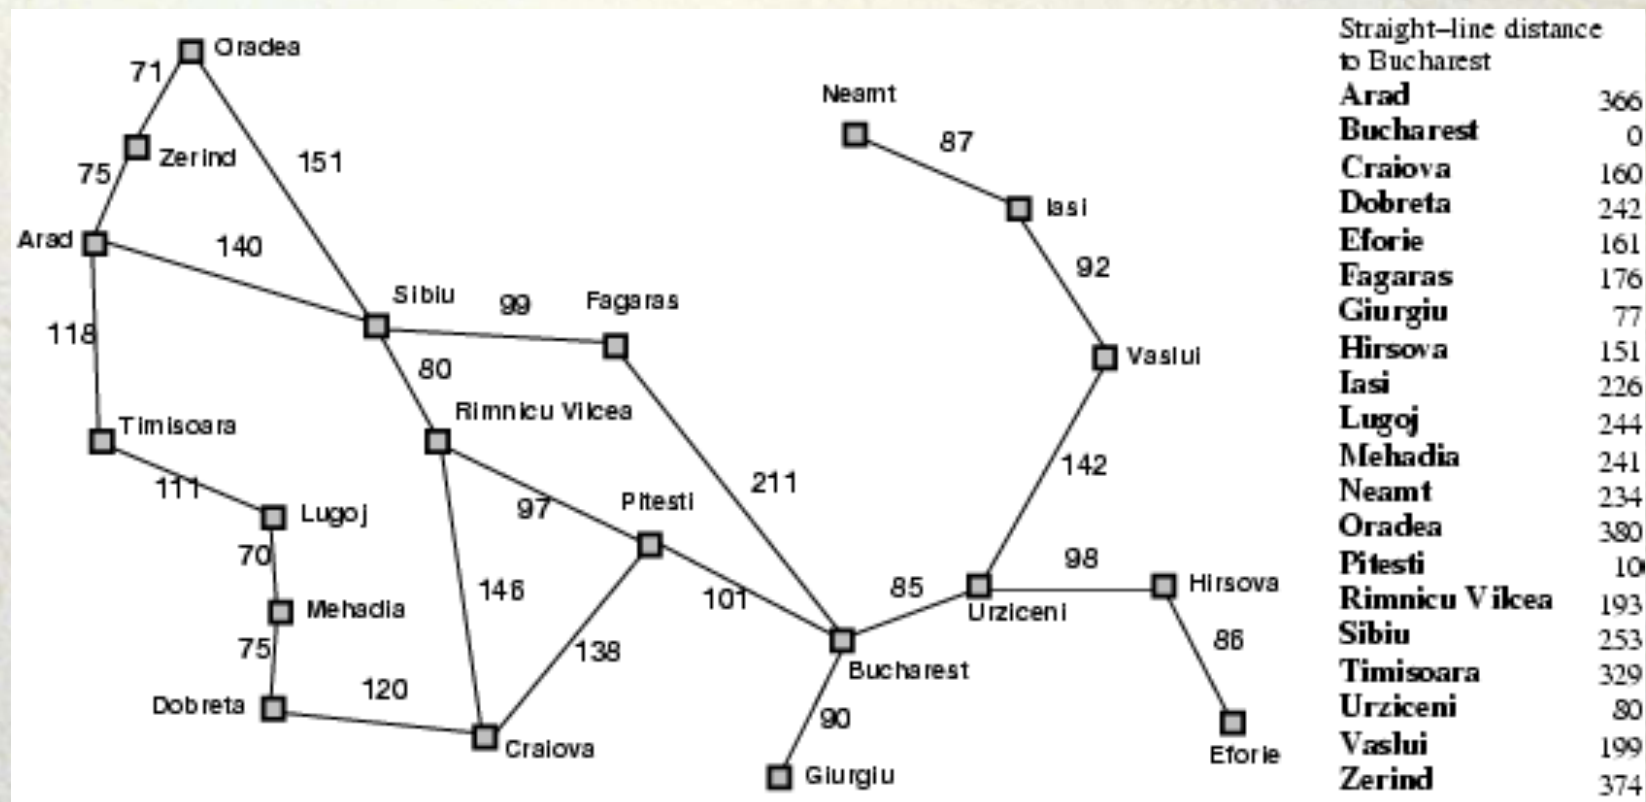 Oradea
71
Neamt
87
Zerind
151
75
Iasi
Arad
140
92
Sibiu
99
Fagaras
118
80
Vaslui
Timisoara
Rimnicu Vilcea
142
111
211
97
Pitesti
Lugoj
70
98
146
85
Hirsova
101
Mehadia
Urziceni
75
138
86
Bucharest
120
Dobreta
90
Craiova
Eforie
Giurgiu
Straight-line distance
to Bucharest
Arad 366
Bucharest 0
Craiova 160
Dobreta 242
Eforie 161
Fagaras 176
Giurgiu 77
Hirsova 151
Iasi 226
Lugoj 244
Mehadia 241
Neamt 234
Oradea 380
Pitesti 10
Rimnicu Vilcea 193
Sibiu 253
Timisoara 329
Urziceni 80
Vaslui 199
Zerind 374